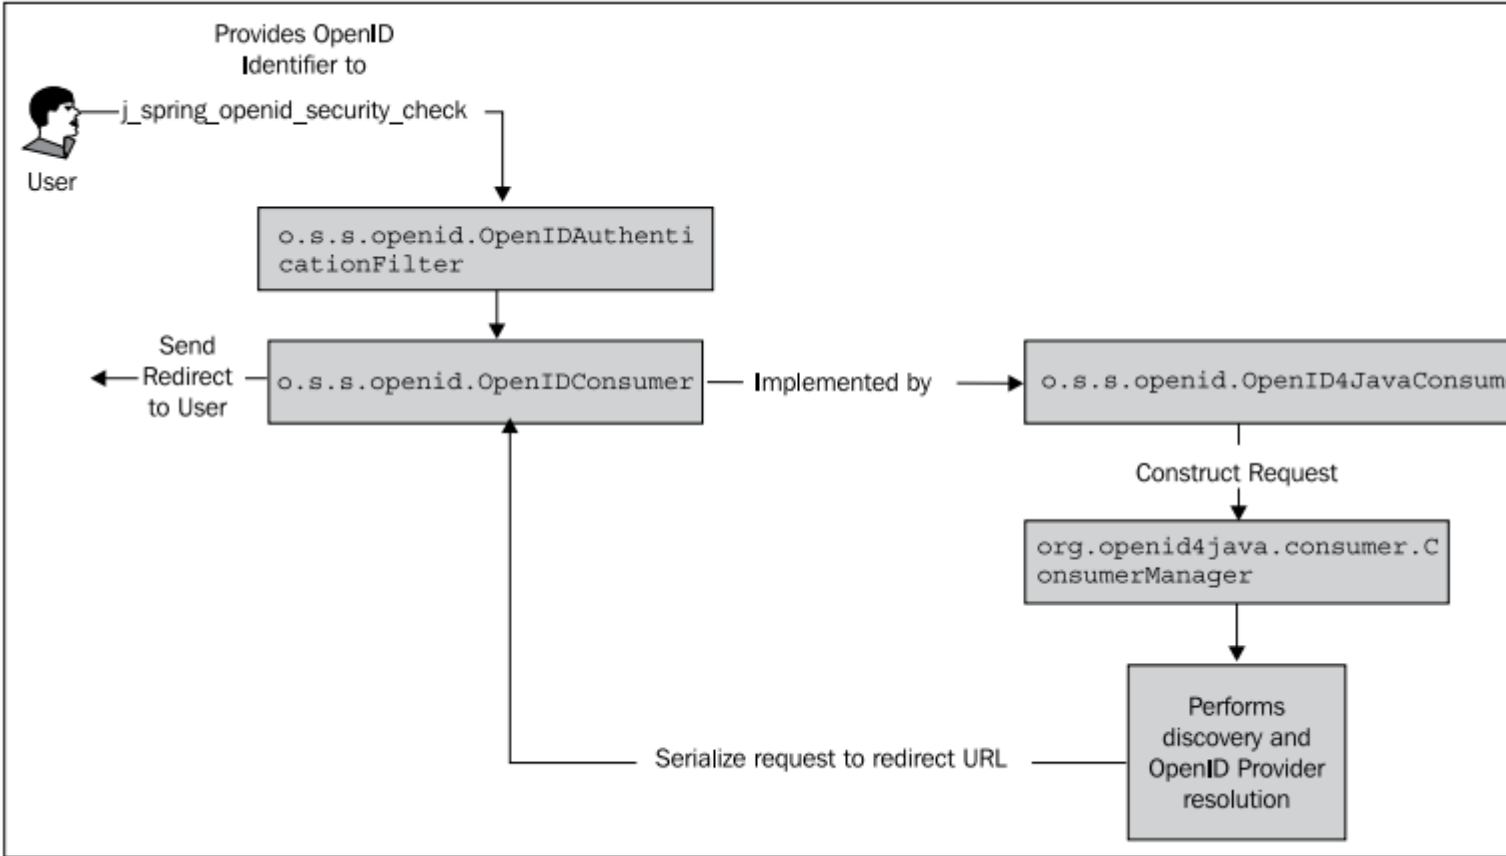 Provides OpenID
Identifier to
j_spring_openid_security_check
User
o.s.s.openid.OpenIDAuthenti
cationFilter
Send
Redirect
to User
o.s.s.openid.OpenIDConsumer
Implemented by
o.s.s.openid.OpenID4JavaConsum
Construct Request
org.openid4java.consumer.C
onsumerManager
Performs
discovery and
OpenID Provider
resolution
Serialize request to redirect URL